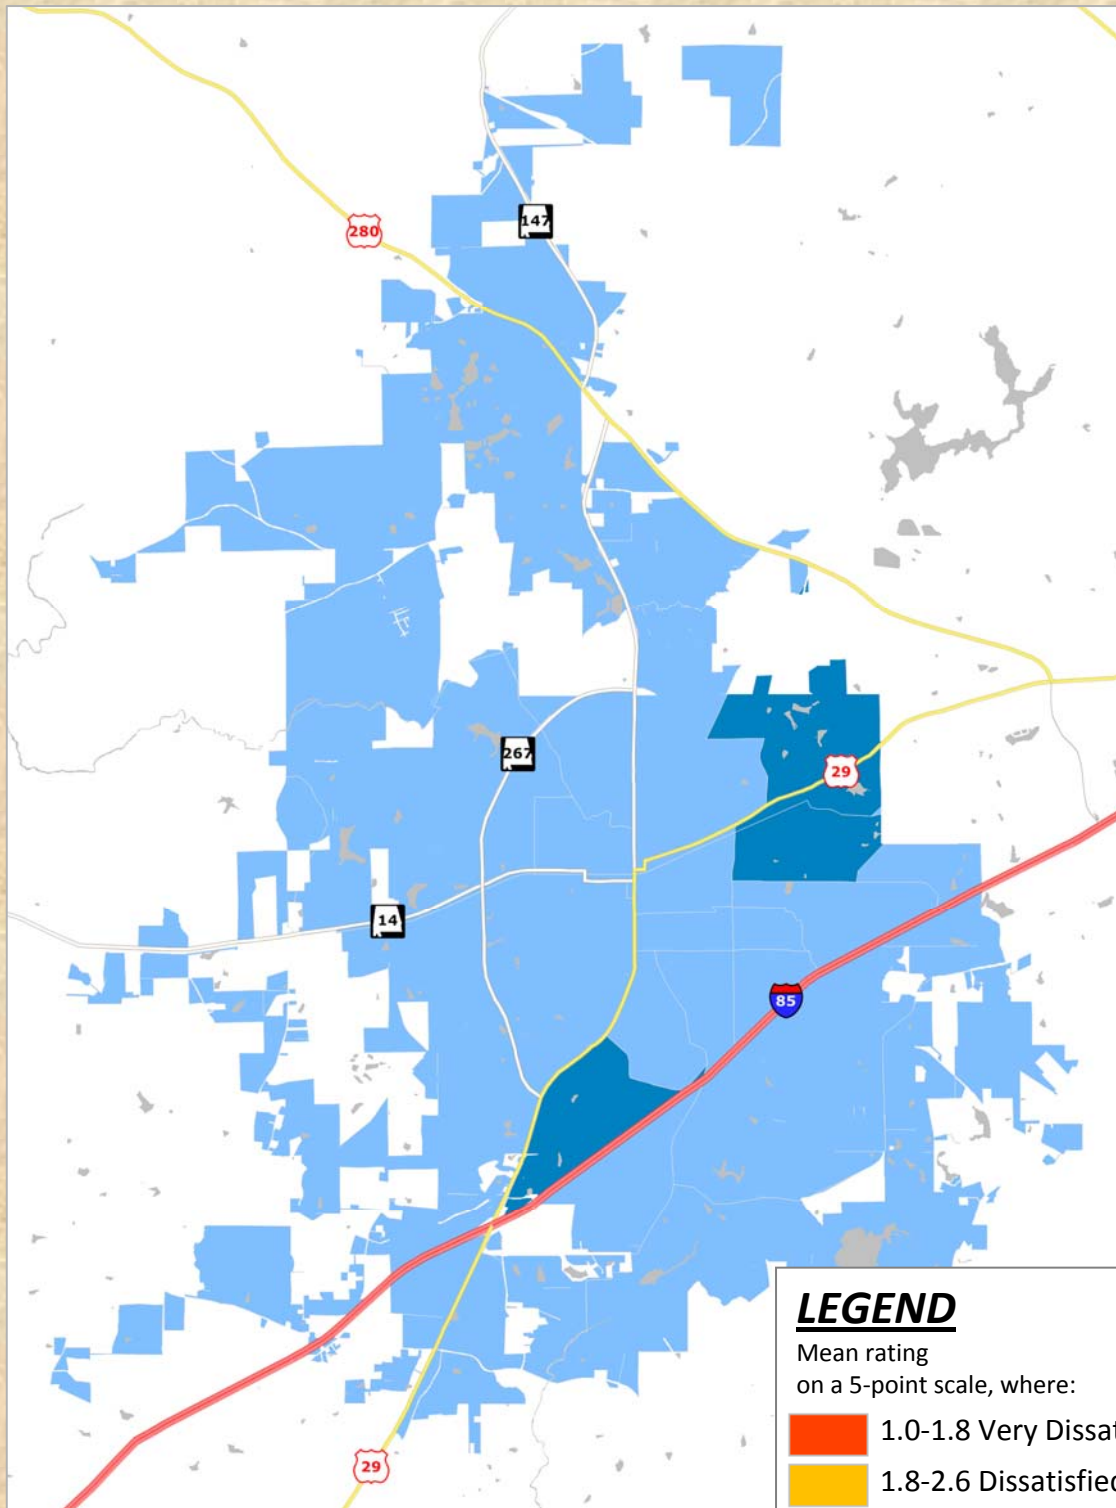 147
280
267
29
14
85
29
LEGEND
Mean rating
on a 5-point scale, where:
1.0-1.8 Very Dissat
1.8-2.6 Dissatisfied